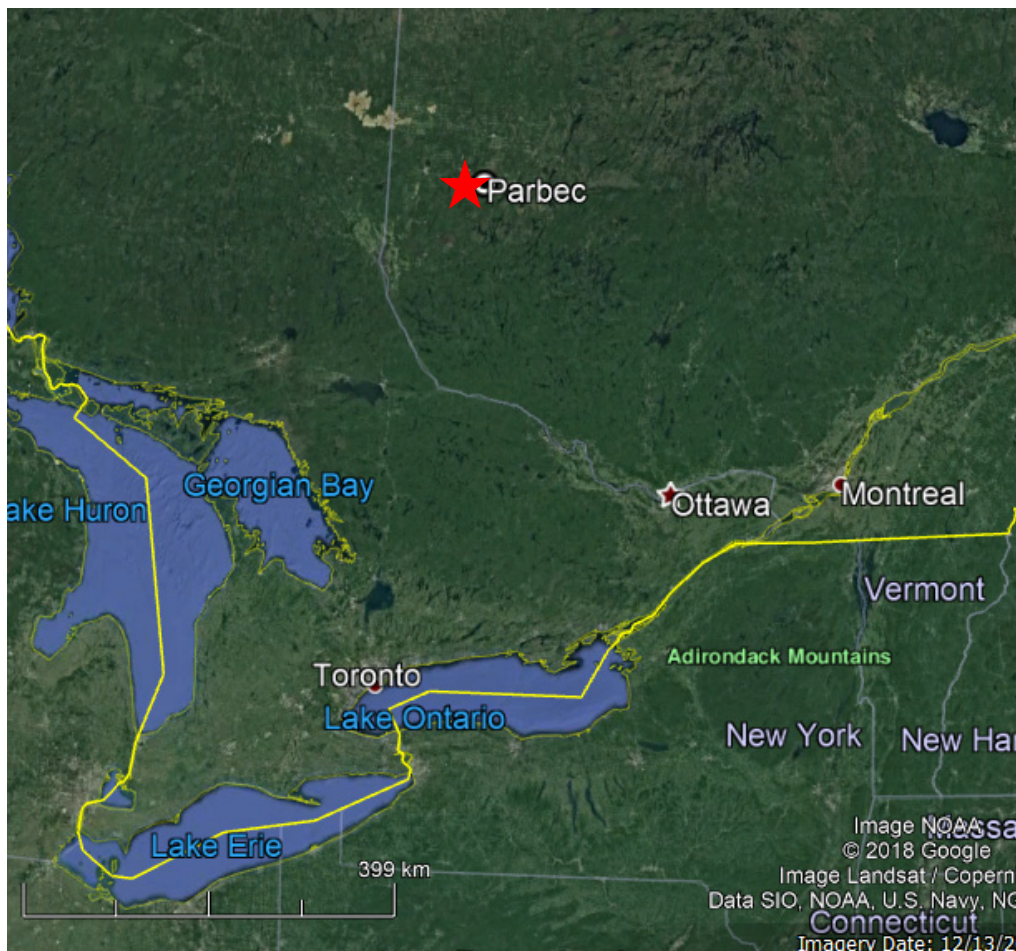 Parbec
Georgian Bay
ake Huron
Ottawa
Montreal
Vermont
Adirondack Mountains
Toronto
Lake Ontario
New York
New Ha
Lake Erie
399 km
Image NOAA
Massa
© 2018 Google
Image Landsat / Copern
Data SIO, NOAA, U.S. Navy, NG
Connecticut
Imagery Date: 12/13/2